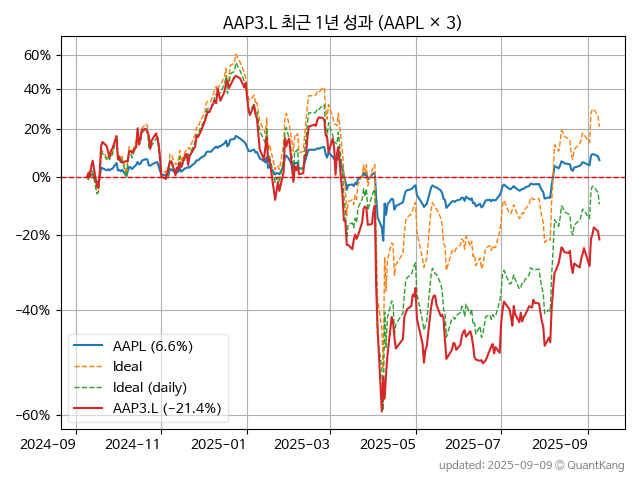 AAP3.L 최근 1년 성과 (AAPL × 3)
60%
40%
20%
0%
−20%
−40%
−60%
AAPL (6.6%)
Ideal
Ideal (daily)
AAP3.L (−21.4%)
2024−09
2024−11
2025−01
2025−03
2025−05
2025−07
2025−09
updated: 2025−09−09 © QuantKang